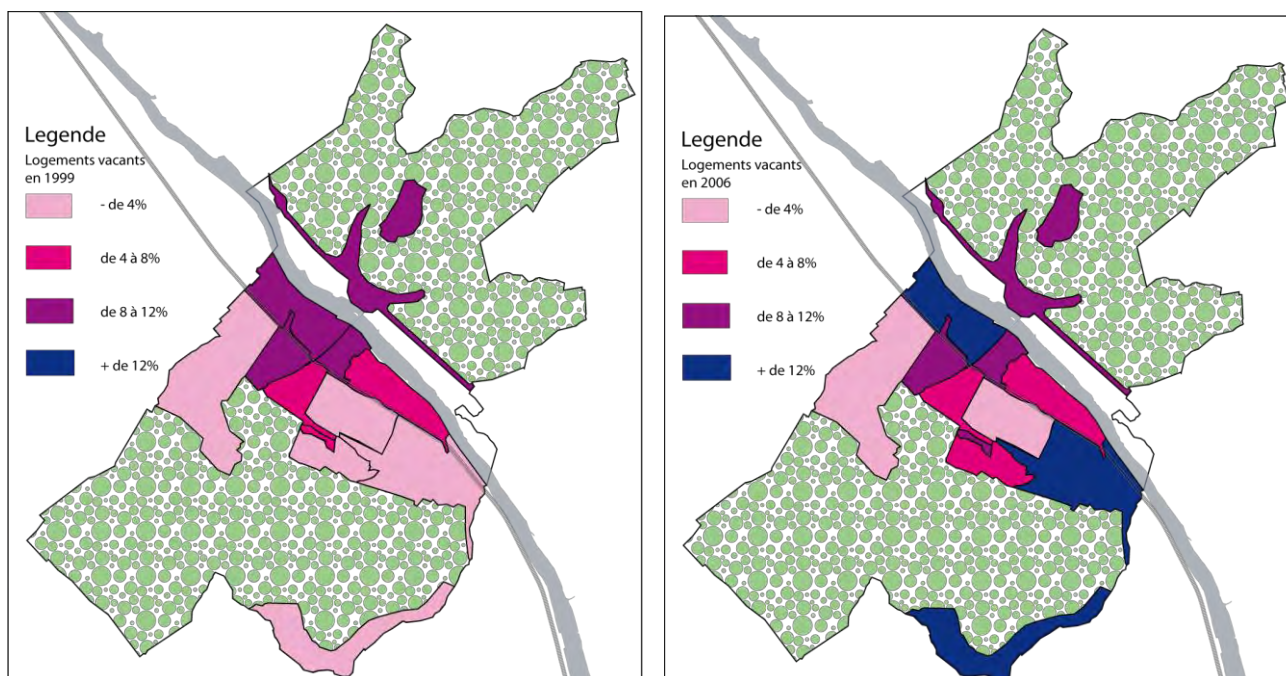 Legende
Logements vacants
en 1999
- de 4%
de 4 à 8%
de 8 à 12%
+ de 12%
Legende
Logements vacants
en 2006
- de 4%
de 4 à 8%
de 8 à 12%
+ de 12%